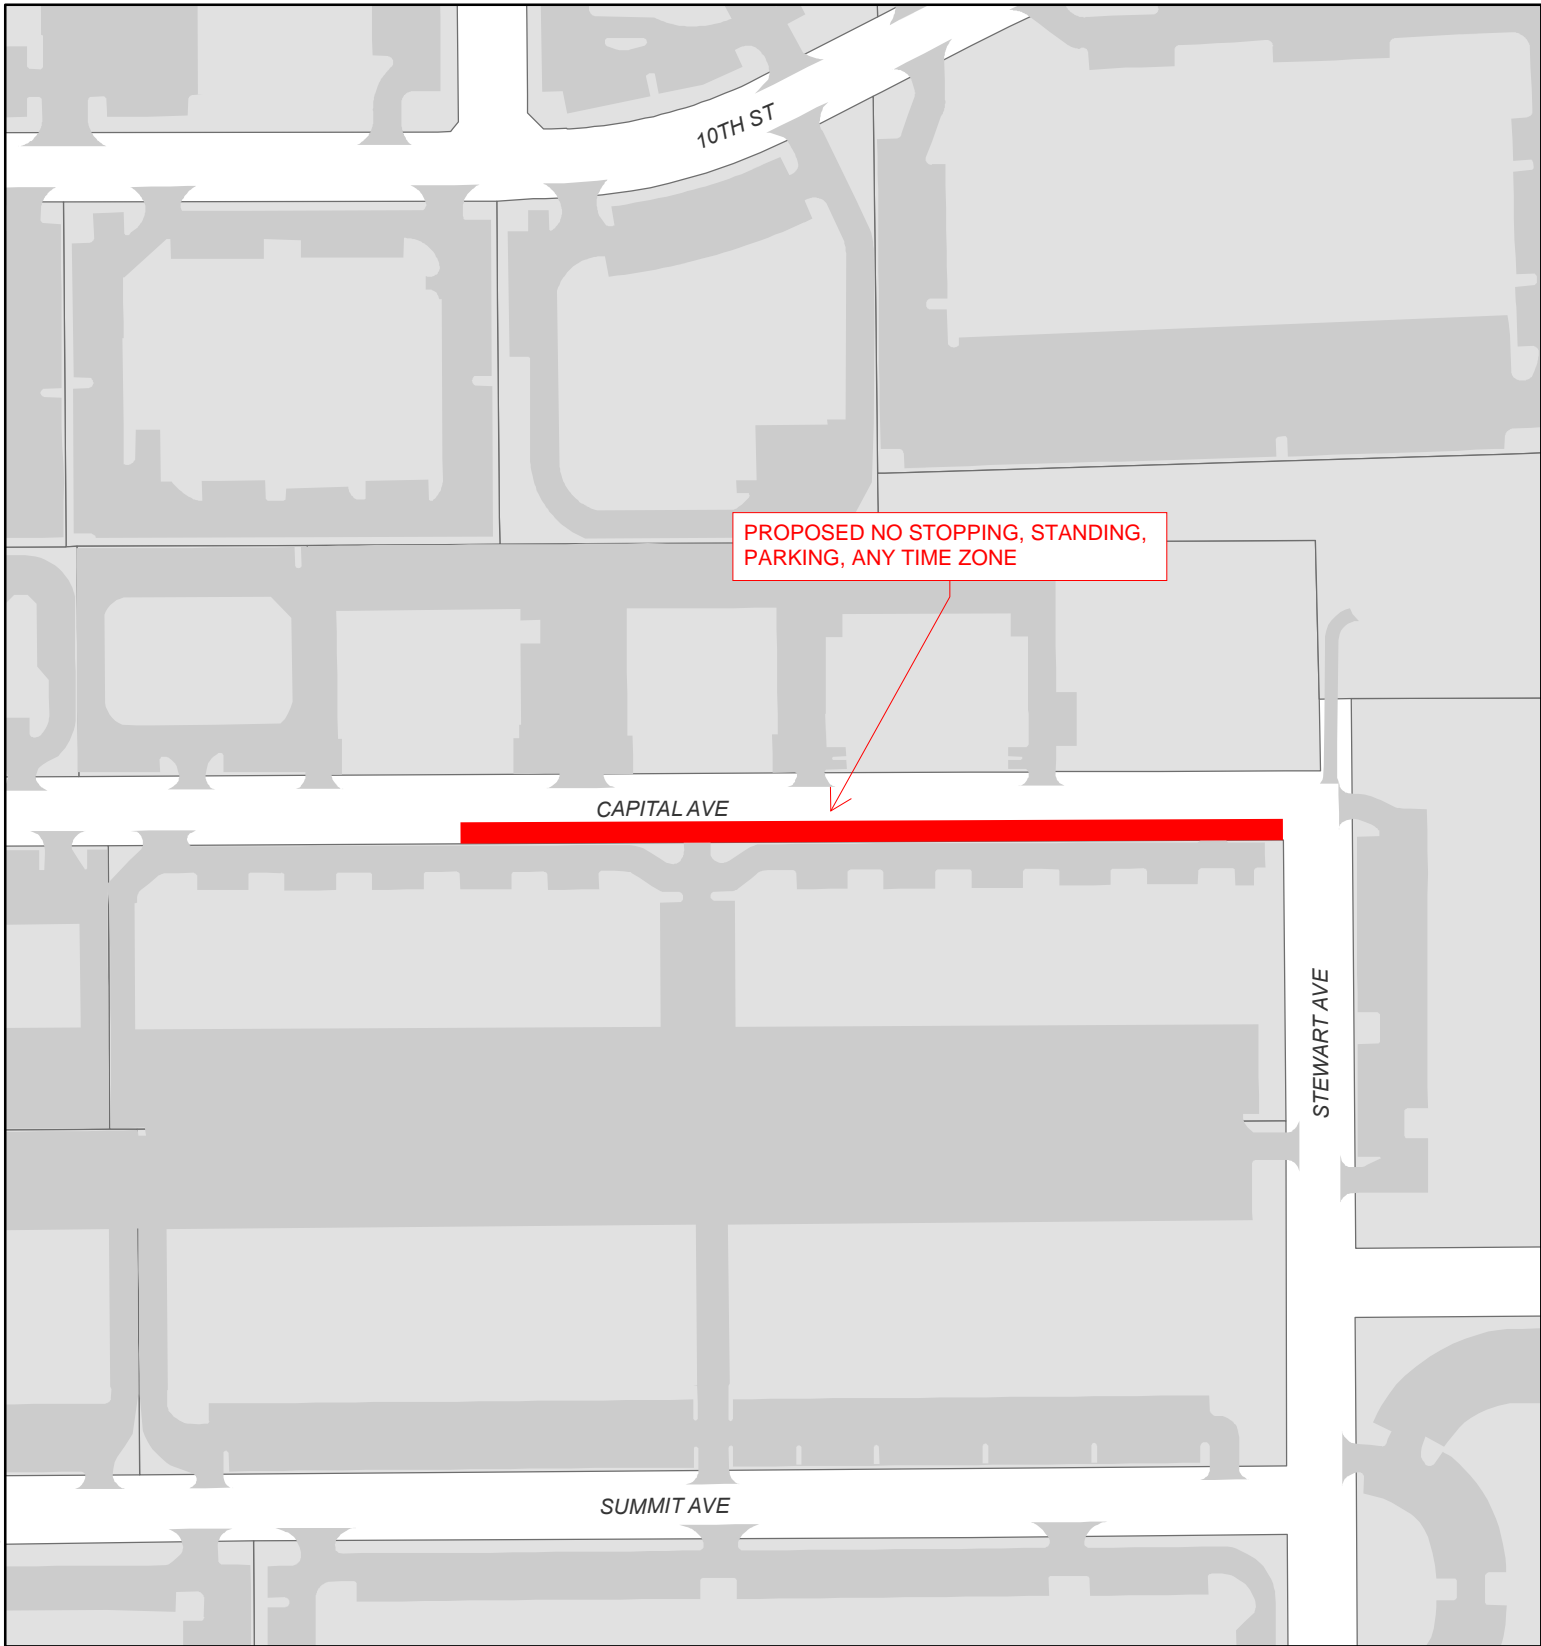 10TH ST
PROPOSED NO STOPPING, STANDING,
PARKING, ANY TIME ZONE
CAPITAL AVE
STEWART AVE
SUMMIT AVE